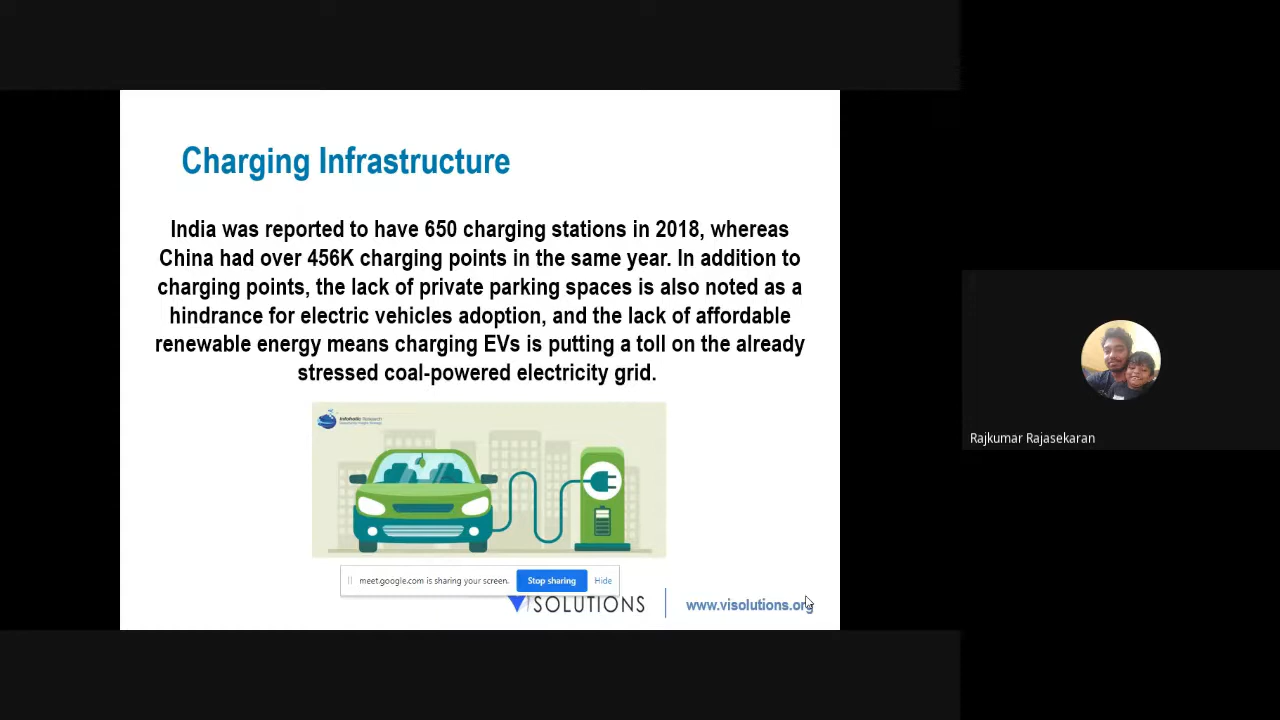 Charging Infrastructure
India was reported to have 650 charging stations in 2018, whereas
China had over 456K charging points in the same year. In addition to
charging points, the lack of private parking spaces is also noted as a
hindrance for electric vehicles adoption, and the lack of affordable
renewable energy means charging EVs is putting a toll on the already
stressed coal-powered electricity grid.
Infoholic Research
meet.google.com is sharing your screen.
Stop sharing
Hide
VISOLUTIONS
www.visolutions.org
Rajkumar Rajasekaran